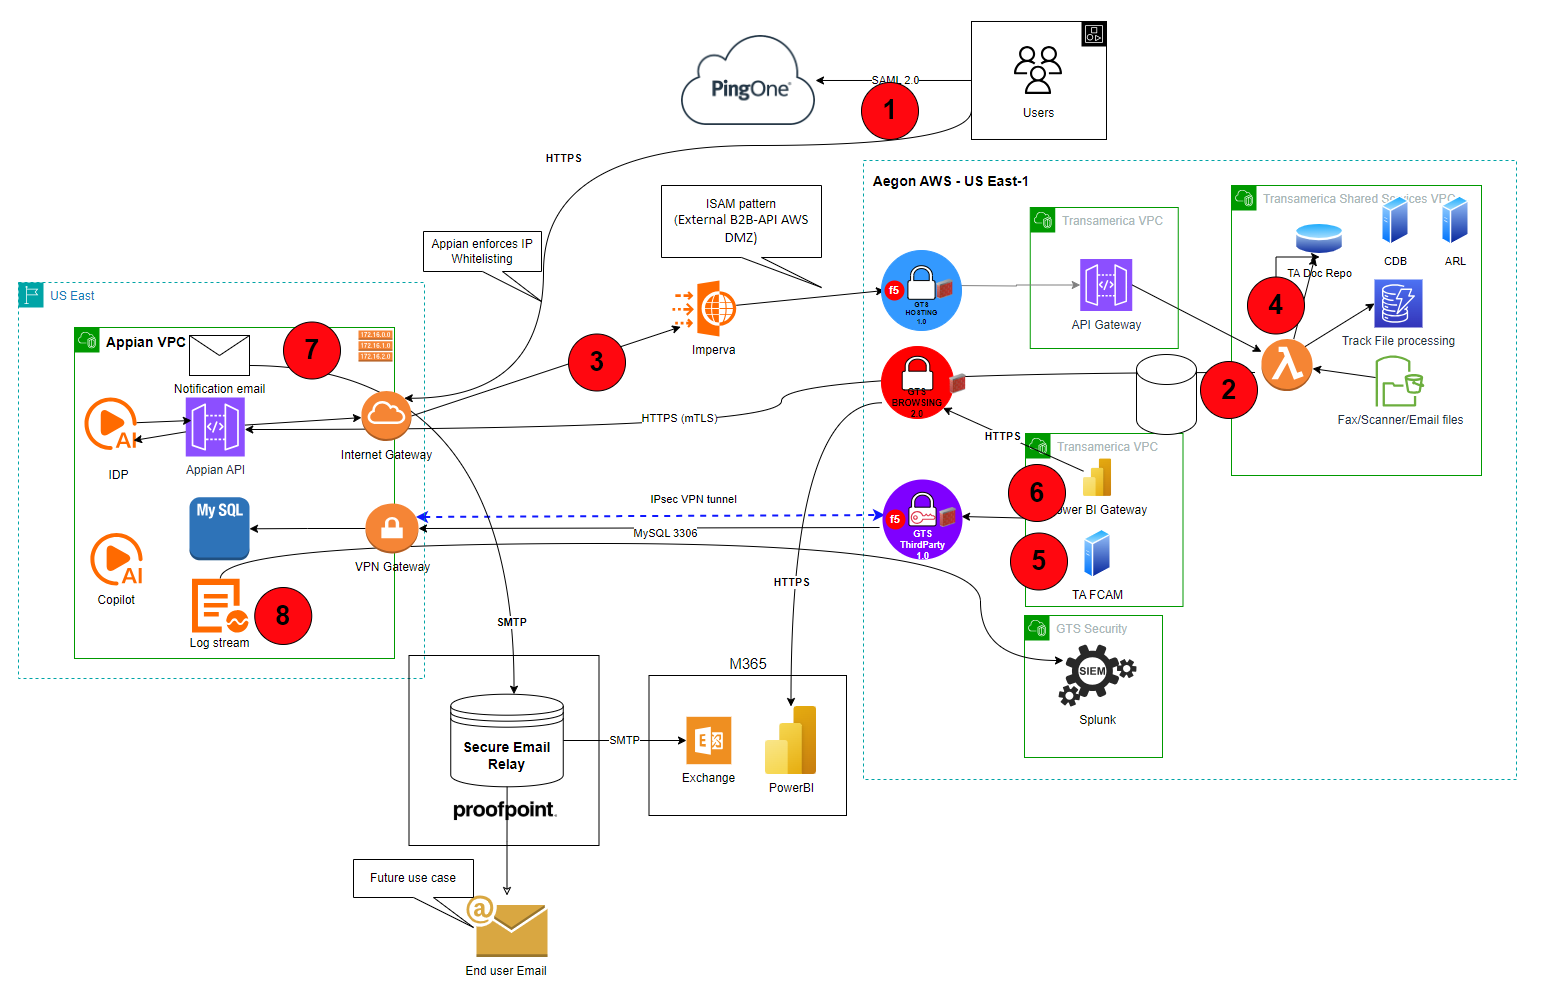 PingOne
SAML 2.0
1
Users
HTTPS
Aegon AWS - US East-1
ISAM pattern
(External B2B-API AWS
DMZ)
Appian enforces IP
Whitelisting
Transamerica VPC
Transamerica Shared Services VPC
TA Doc Repo
CDB
ARL
4
f5
GTS
HOSTING
1.0
API Gateway
Track File processing
US East
Appian VPC
172.16.0.0
172.16.1.0
172.16.2.0
7
Notification email
3
Imperva
GTS
BROWSING
2.0
2
Fax/Scanner/Email files
AI
IDP
Appian API
Internet Gateway
HTTPS (mTLS)
HTTPS
Transamerica VPC
6
Power BI Gateway
My SQL
VPN Gateway
IPsec VPN tunnel
MySQL 3306
f5
GTS
ThirdParty
1.0
5
TA FCAM
AI
Copilot
8
Log stream
HTTPS
SMTP
GTS Security
SIEM
Splunk
M365
Secure Email
Relay
proofpoint.
SMTP
Exchange
PowerBI
Future use case
@
End user Email